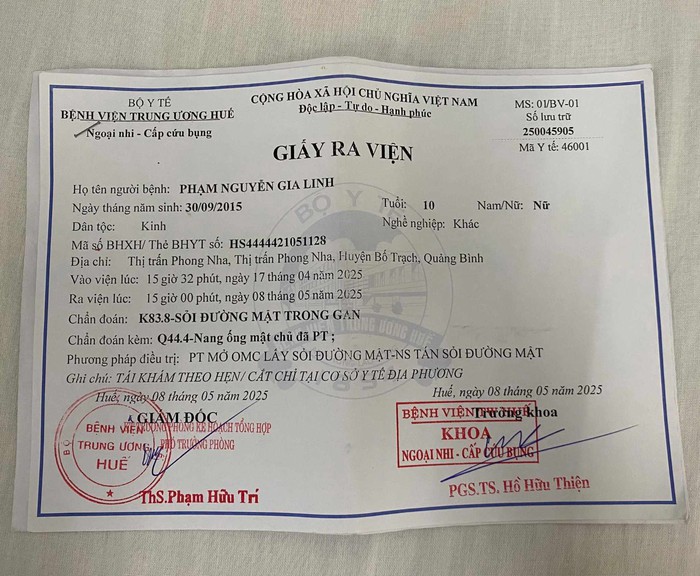 BỘ Y TẾ
BỆNH VIỆN TRUNG ƯƠNG HUẾ
Ngoại nhi - Cấp cứu bụng
CỘNG HÒA XÃ HỘI CHỦ NGHĨA VIỆT NAM
Độc lập - Tự do - Hạnh phúc
MS: 01/BV-01
Số lưu trữ
250045905
Mã Y tế: 46001
GIẤY RA VIỆN
Họ tên người bệnh: PHẠM NGUYỄN GIA LINH
Ngày tháng năm sinh: 30/09/2015 Tuổi: 10 Nam/Nữ: Nữ
Dân tộc: Kinh Nghề nghiệp: Khác
Mã số BHXH/ Thẻ BHYT số: HS4444421051128
Địa chỉ: Thị trấn Phong Nha, Thị trấn Phong Nha, Huyện Bố Trạch, Quảng Bình
Vào viện lúc: 15 giờ 32 phút, ngày 17 tháng 04 năm 2025
Ra viện lúc: 15 giờ 00 phút, ngày 08 tháng 05 năm 2025
Chẩn đoán: K83.8-SỎI ĐƯỜNG MẬT TRONG GAN
Chẩn đoán kèm: Q44.4-Nang ống mật chủ đã PT ;
Phương pháp điều trị: PT MỞ OMC LẤY SỎI ĐƯỜNG MẬT-NS TÁN SỎI ĐƯỜNG MẬT
Ghi chú: TÁI KHÁM THEO HẸN/ CẮT CHỈ TẠI CƠ SỞ Y TẾ ĐỊA PHƯƠNG
Huế, ngày 08 tháng 05 năm 2025
GIÁM ĐỐC
PHÒNG KẾ HOẠCH TỔNG HỢP
PHÓ TRƯỞNG PHÒNG
BỆNH VIỆN
TRUNG ƯƠNG
HUẾ
ThS.Phạm Hữu Trí
Huế, ngày 08 tháng 05 năm 2025
Trưởng khoa
BỆNH VIỆN
KHOA
NGOẠI NHI - CẤP CỨU BỤNG
PGS.TS. Hồ Hữu Thiện